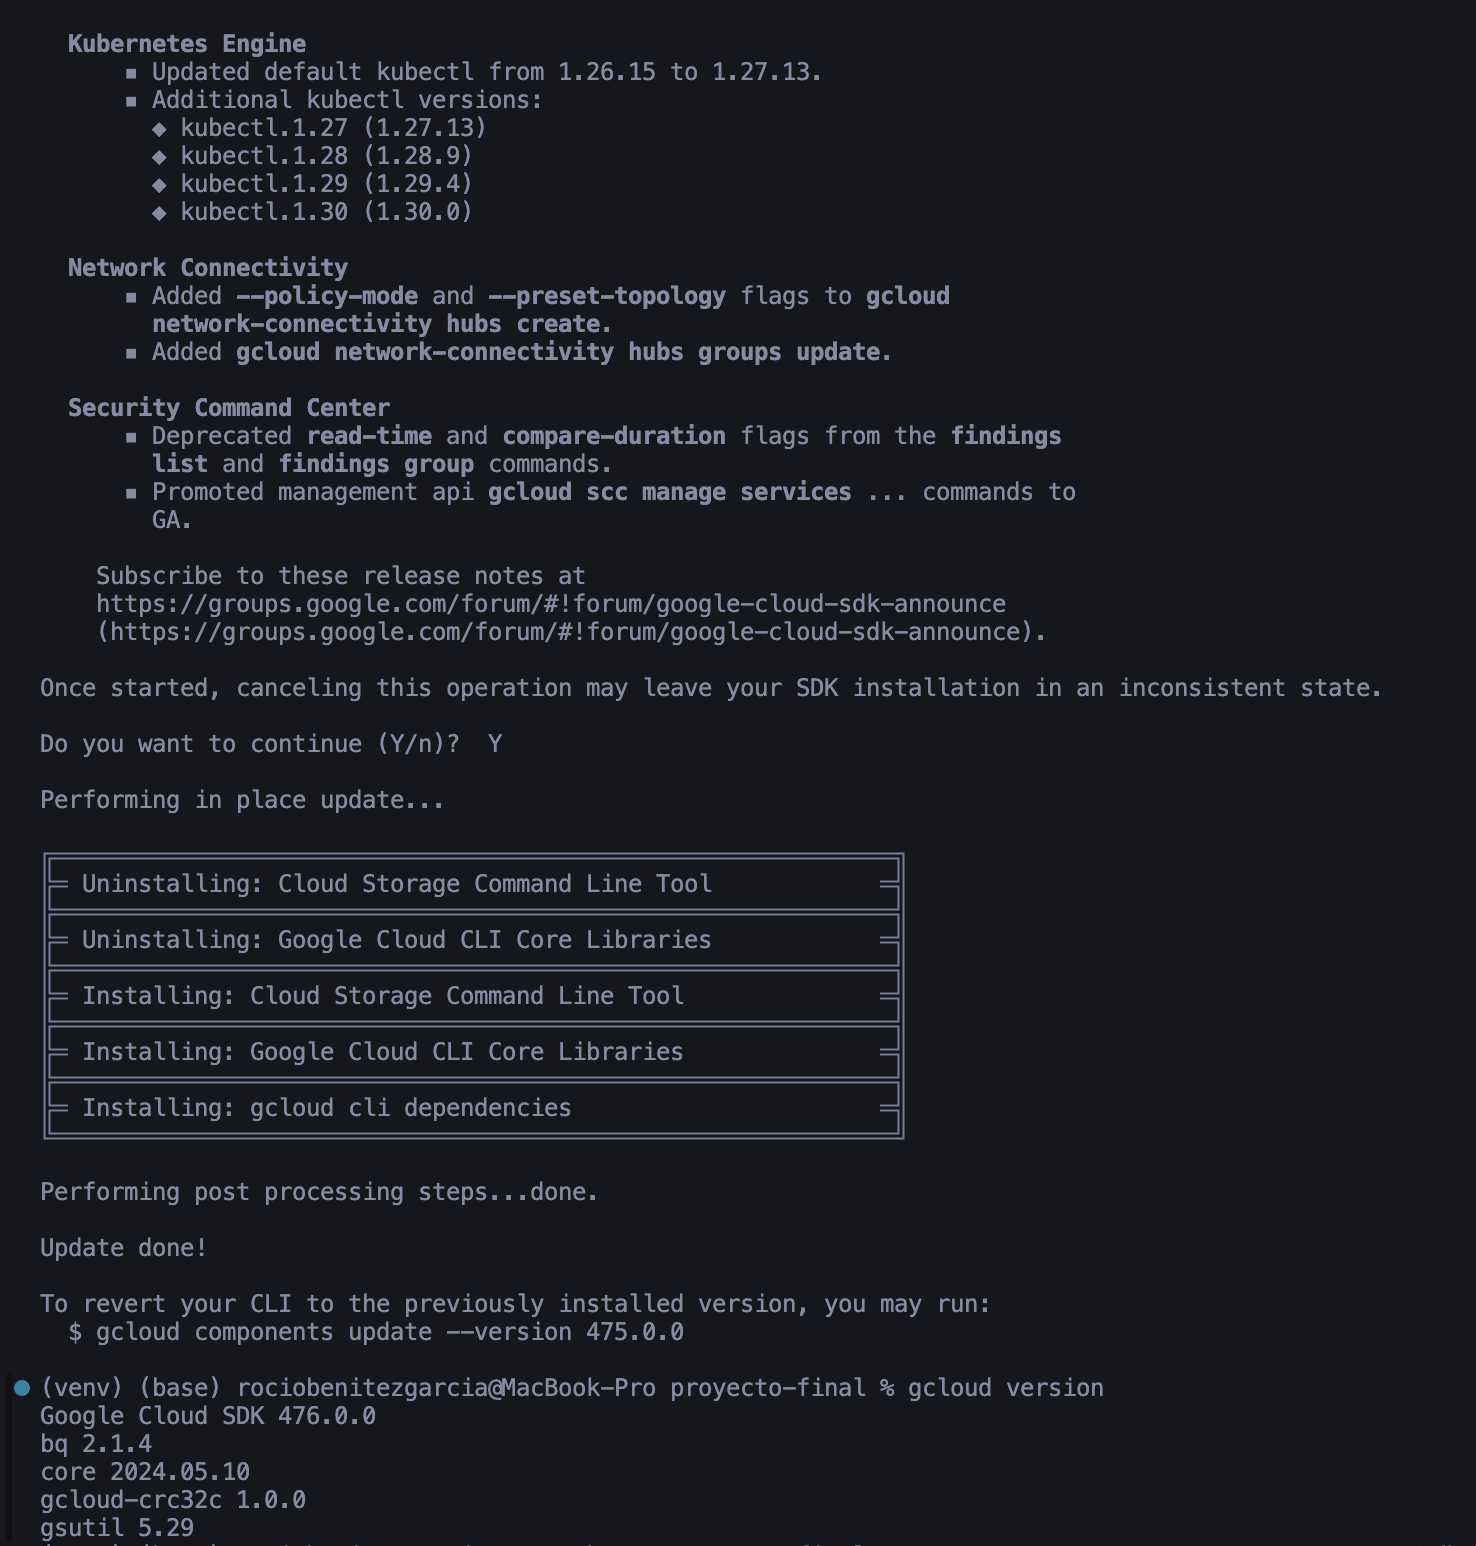 Kubernetes Engine
▪ Updated default kubectl from 1.26.15 to 1.27.13.
▪ Additional kubectl versions:
◆ kubectl.1.27 (1.27.13)
◆ kubectl.1.28 (1.28.9)
◆ kubectl.1.29 (1.29.4)
◆ kubectl.1.30 (1.30.0)
Network Connectivity
▪ Added --policy-mode and --preset-topology flags to gcloud
network-connectivity hubs create.
▪ Added gcloud network-connectivity hubs groups update.
Security Command Center
▪ Deprecated read-time and compare-duration flags from the findings
list and findings group commands.
▪ Promoted management api gcloud scc manage services ... commands to
GA.
Subscribe to these release notes at
https://groups.google.com/forum/#!forum/google-cloud-sdk-announce
(https://groups.google.com/forum/#!forum/google-cloud-sdk-announce).
Once started, canceling this operation may leave your SDK installation in an inconsistent state.
Do you want to continue (Y/n)?  Y
Performing in place update...
Uninstalling: Cloud Storage Command Line Tool
Uninstalling: Google Cloud CLI Core Libraries
Installing: Cloud Storage Command Line Tool
Installing: Google Cloud CLI Core Libraries
Installing: gcloud cli dependencies
Performing post processing steps...done.
Update done!
To revert your CLI to the previously installed version, you may run:
$ gcloud components update --version 475.0.0
(venv) (base) rociobenitezgarcia@MacBook-Pro proyecto-final % gcloud version
Google Cloud SDK 476.0.0
bq 2.1.4
core 2024.05.10
gcloud-crc32c 1.0.0
gsutil 5.29